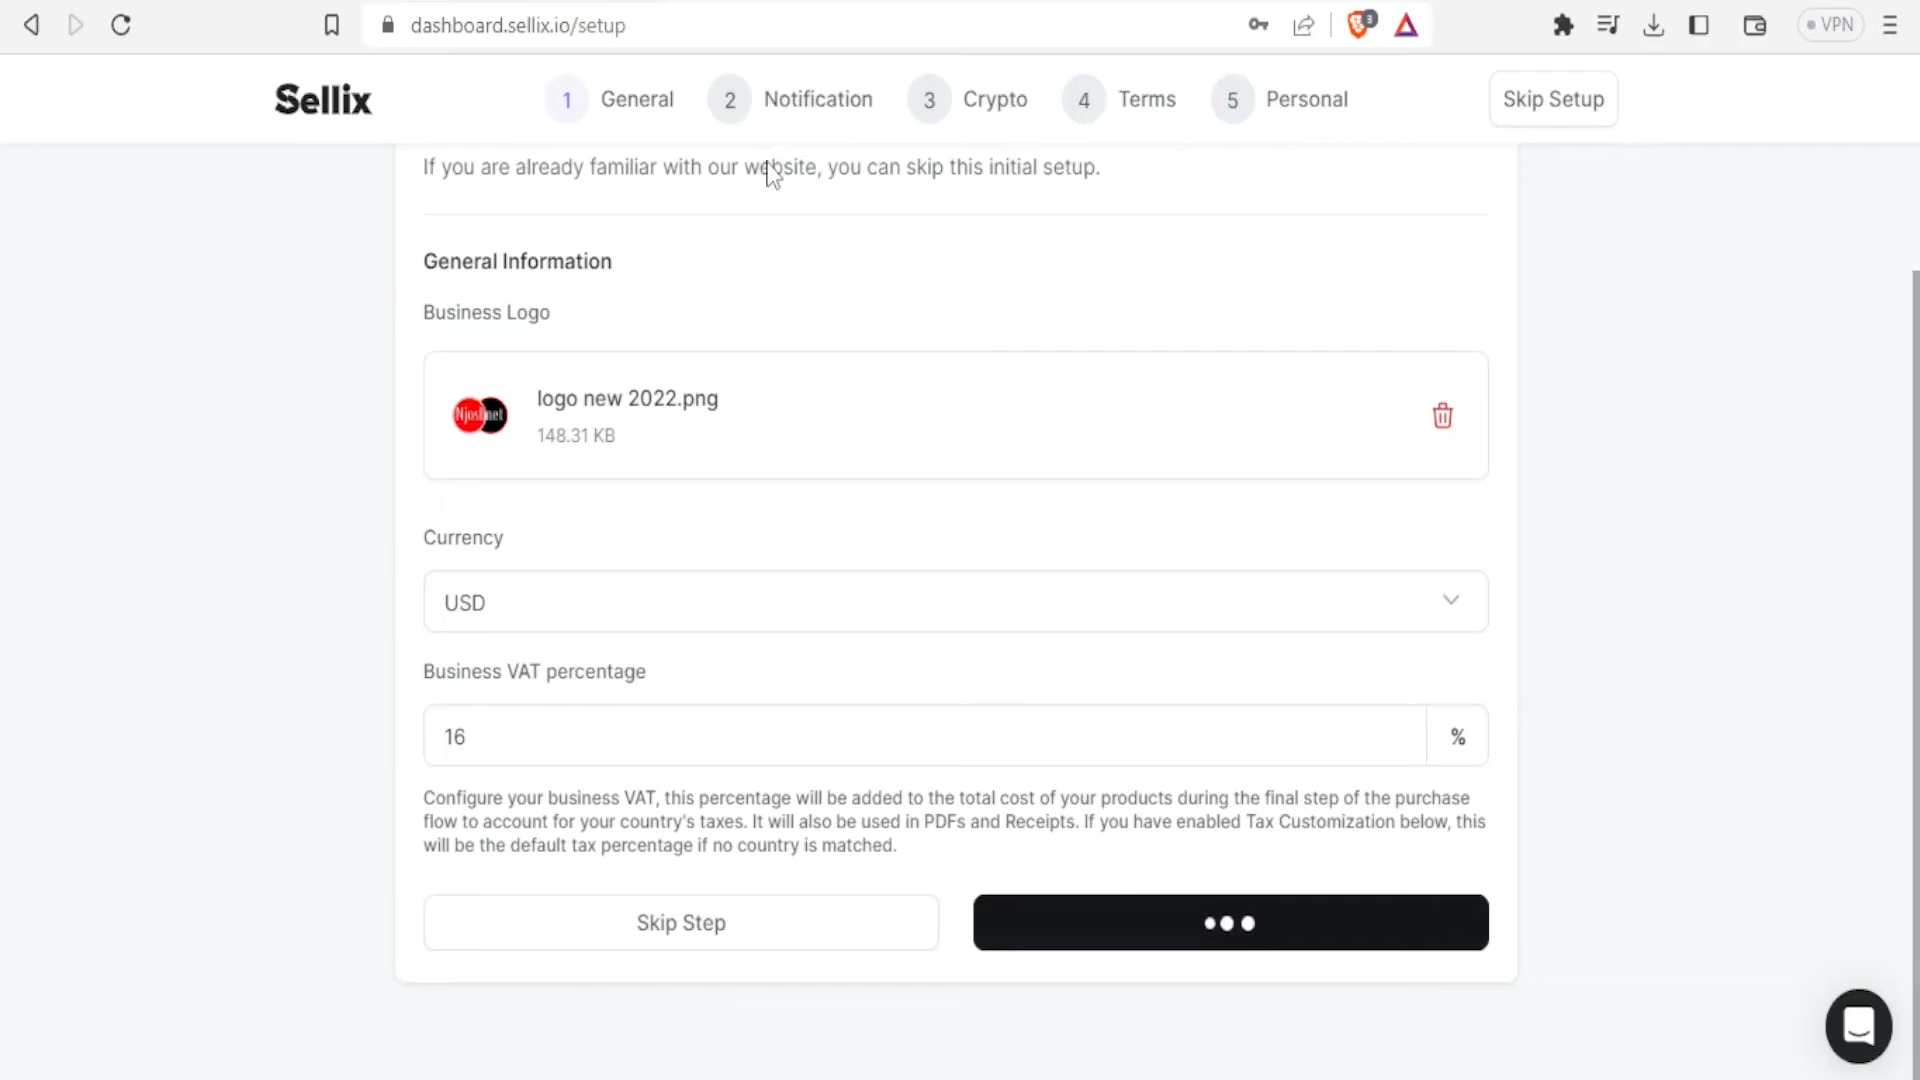 dashboard.sellix.io/setup
3
VPN
Sellix
1 General
2 Notification
3 Crypto
4 Terms
5 Personal
Skip Setup
If you are already familiar with our website, you can skip this initial setup.
General Information
Business Logo
logo new 2022.png
148.31 KB
Currency
USD
Business VAT percentage
16
%
Configure your business VAT, this percentage will be added to the total cost of your products during the final step of the purchase
flow to account for your country's taxes. It will also be used in PDFs and Receipts. If you have enabled Tax Customization below, this
will be the default tax percentage if no country is matched.
Skip Step